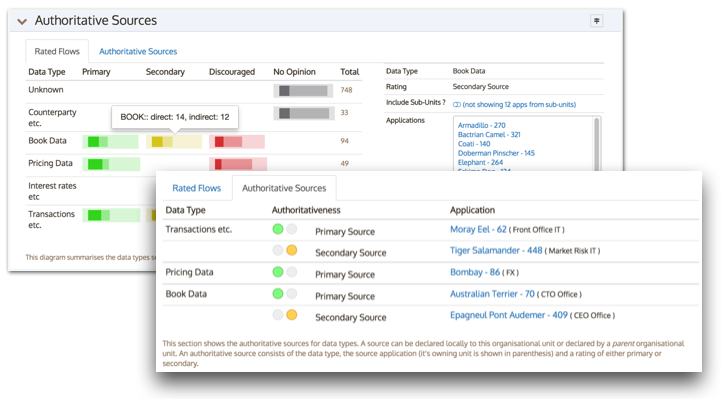 Authoritative Sources
Rated Flows Authoritative Sources
Data Type Primary Secondary Discouraged No Opinion Total
Unknown 748
Counterparty etc. 33
BOOK:: direct: 14, indirect: 12
Book Data 94
Pricing Data 49
Interest rates etc
Transactions etc.
This diagram summarises the data types
Data Type Book Data
Rating Secondary Source
Include Sub-Units ? (not showing 12 apps from sub-units)
Applications
Armadillo - 270
Bactrian Camel - 321
Coati - 140
Doberman Pinscher - 145
Elephant - 264
Rated Flows Authoritative Sources
Data Type Authoritativeness Application
Transactions etc. Primary Source Moray Eel - 62 ( Front Office IT )
Secondary Source Tiger Salamander - 448 ( Market Risk IT )
Pricing Data Primary Source Bombay - 86 ( FX )
Book Data Primary Source Australian Terrier - 70 ( CTO Office )
Secondary Source Epagneul Pont Audemer - 409 ( CEO Office )
This section shows the authoritative sources for data types. A source can be declared locally to this organisational unit or declared by a parent organisational
unit. An authoritative source consists of the data type, the source application (it's owning unit is shown in parenthesis) and a rating of either primary or
secondary.